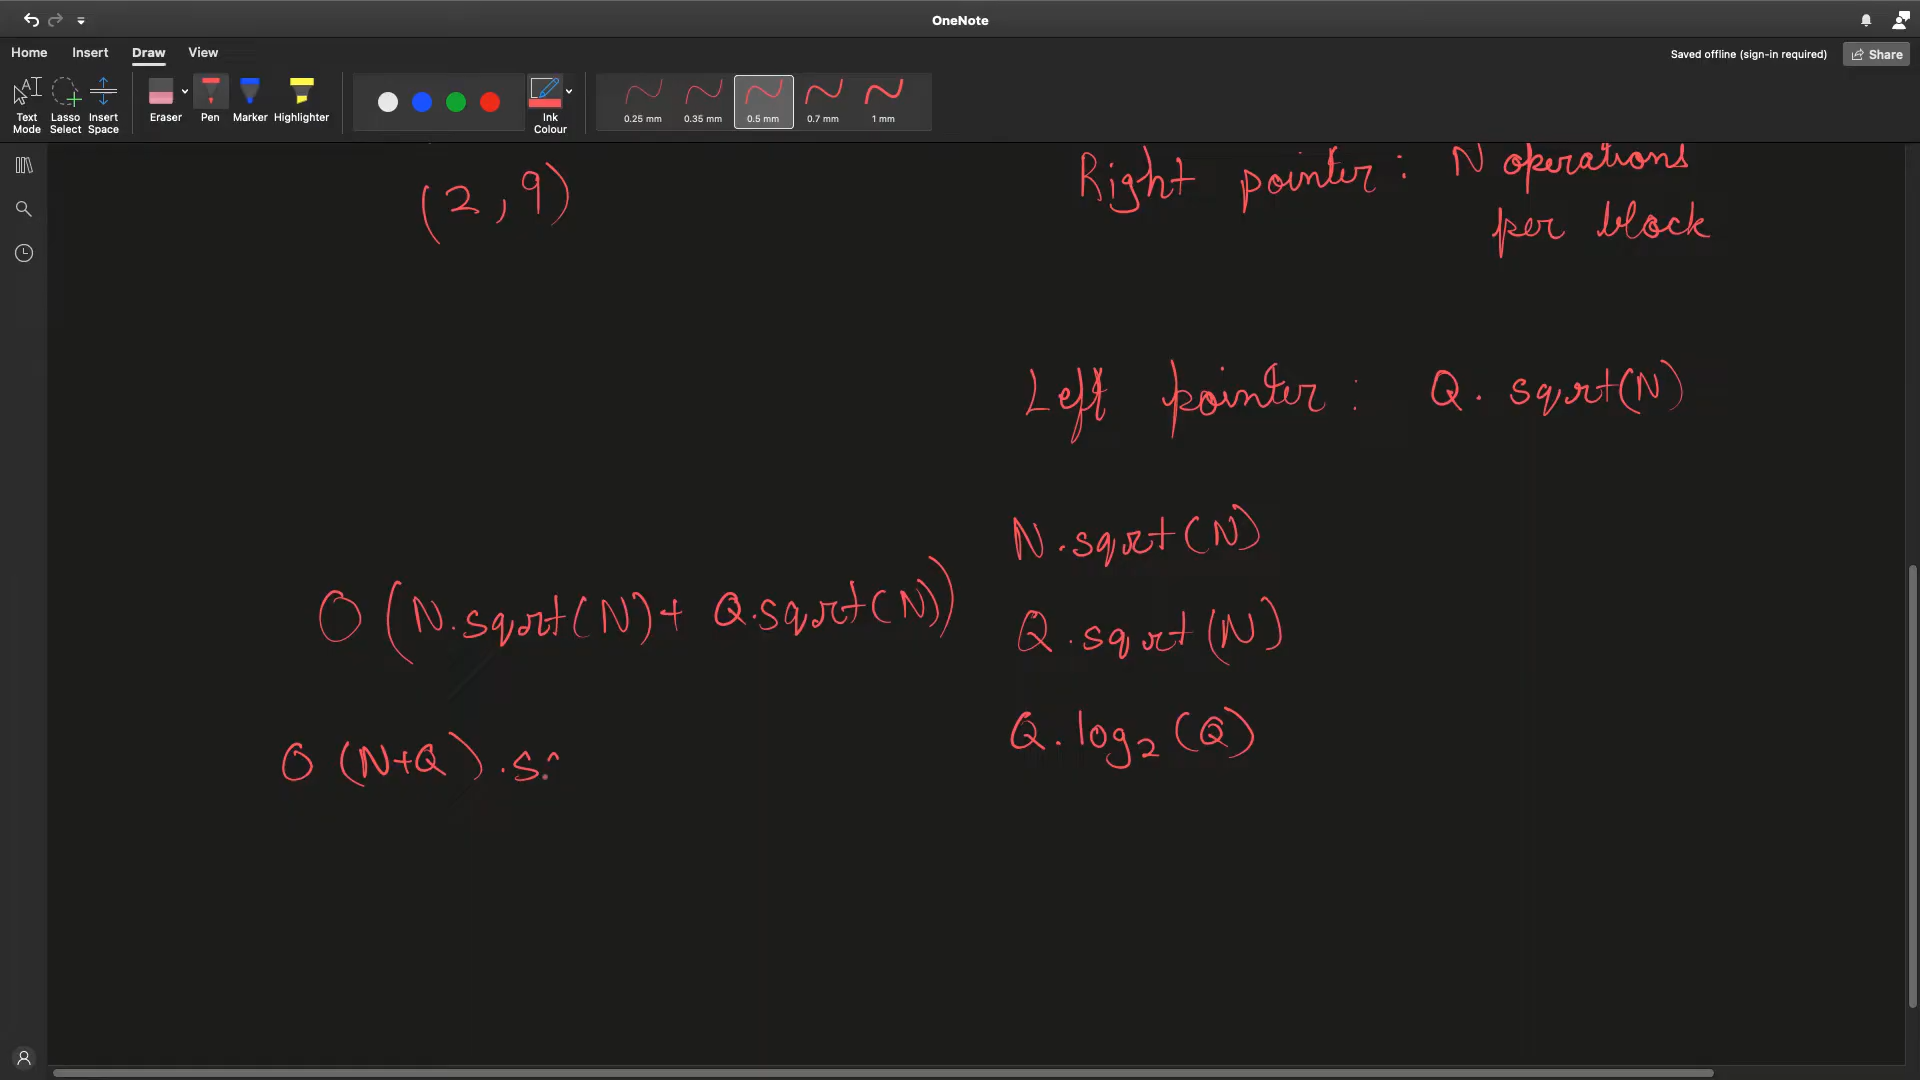 OneNote
Home Insert Draw View
Saved offline (sign-in required) Share
Text Mode Lasso Select Insert Space Eraser Pen Marker Highlighter Ink Colour 0.25 mm 0.35 mm 0.5 mm 0.7 mm 1 mm
(2, 9)
Right pointer: N operations
per block
Left pointer: Q. sqrt(N)
N.sqrt(N)
O (N.sqrt(N)+ Q.sqrt(N))
Q.sqrt(N)
Q.log2(Q)
O (N+Q) .s